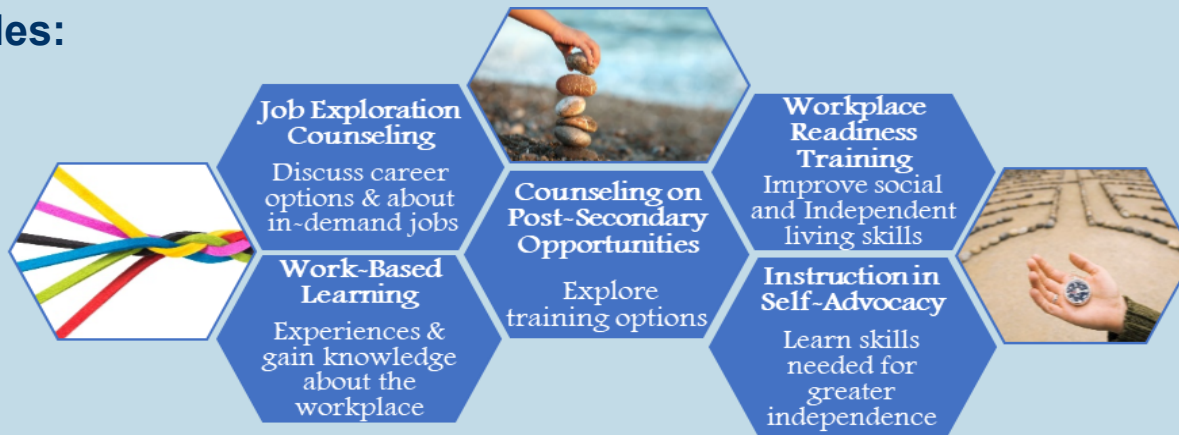 les:
Job Exploration
Counseling
Discuss career
options & about
in-demand jobs
Work-Based
Learning
Experiences &
gain knowledge
about the
workplace
Counseling on
Post-Secondary
Opportunities
Explore
training options
Workplace
Readiness
Training
Improve social
and Independent
living skills
Instruction in
Self-Advocacy
Learn skills
needed for
greater
independence